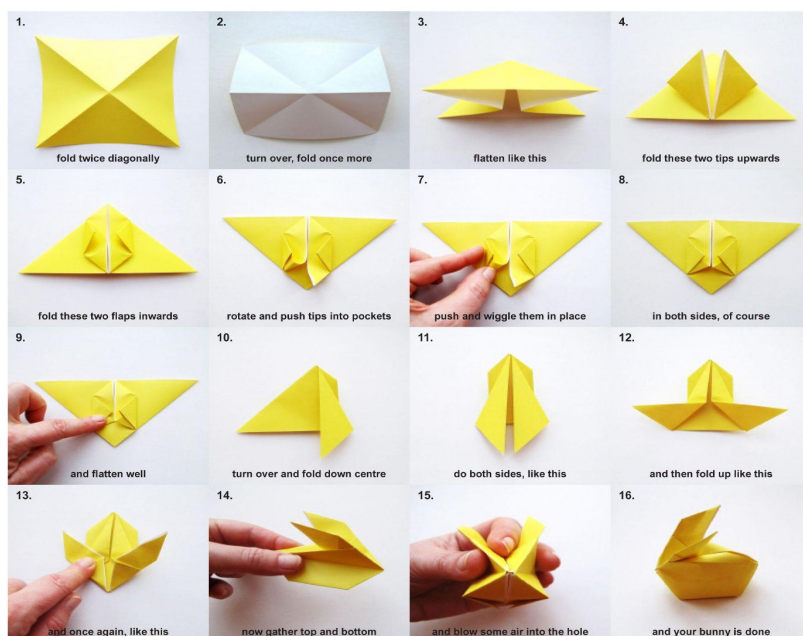 1.
fold twice diagonally
2.
turn over, fold once more
3.
flatten like this
4.
fold these two tips upwards
5.
fold these two flaps inwards
6.
rotate and push tips into pockets
7.
push and wiggle them in place
8.
in both sides, of course
9.
and flatten well
10.
turn over and fold down centre
11.
do both sides, like this
12.
and then fold up like this
13.
and once again, like this
14.
now gather top and bottom
15.
and blow some air into the hole
16.
and your bunny is done